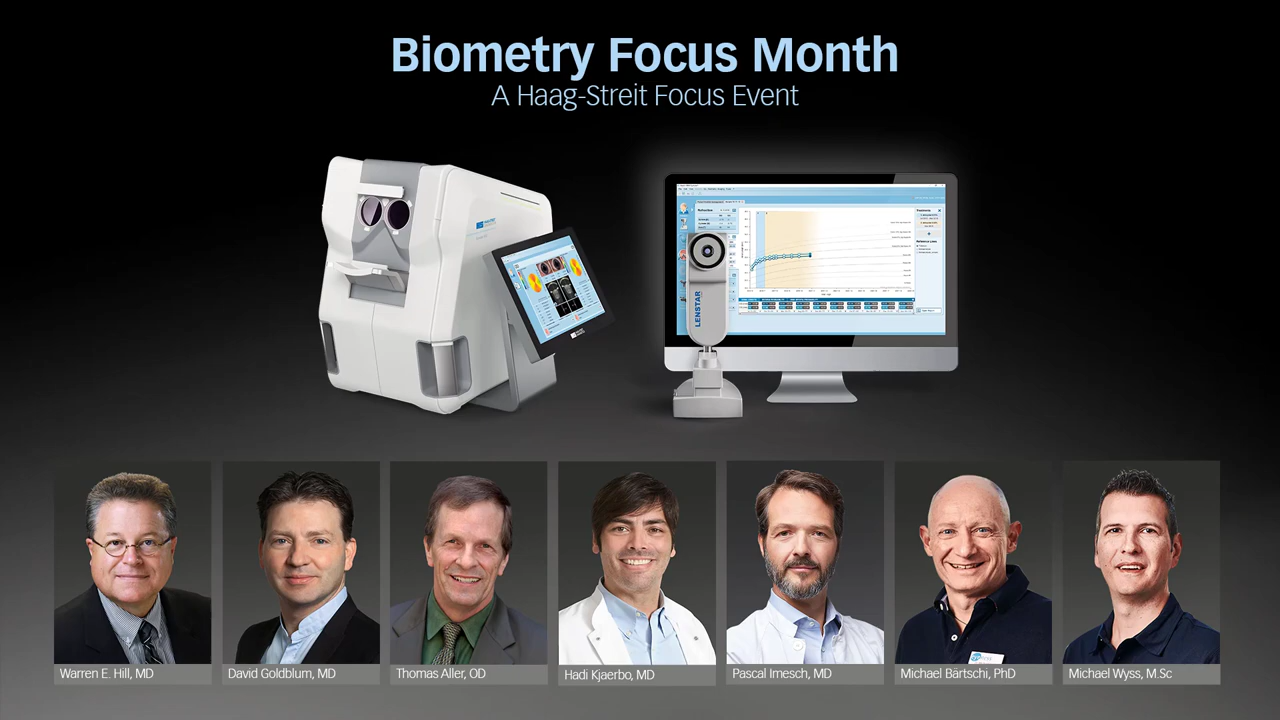 Biometry Focus Month
A Haag-Streit Focus Event
LENSTAR
Warren E. Hill, MD
David Goldblum, MD
Thomas Aller, OD
Hadi Kjaerbo, MD
Pascal Imesch, MD
Michael Bärtschi, PhD
Michael Wyss, M.Sc